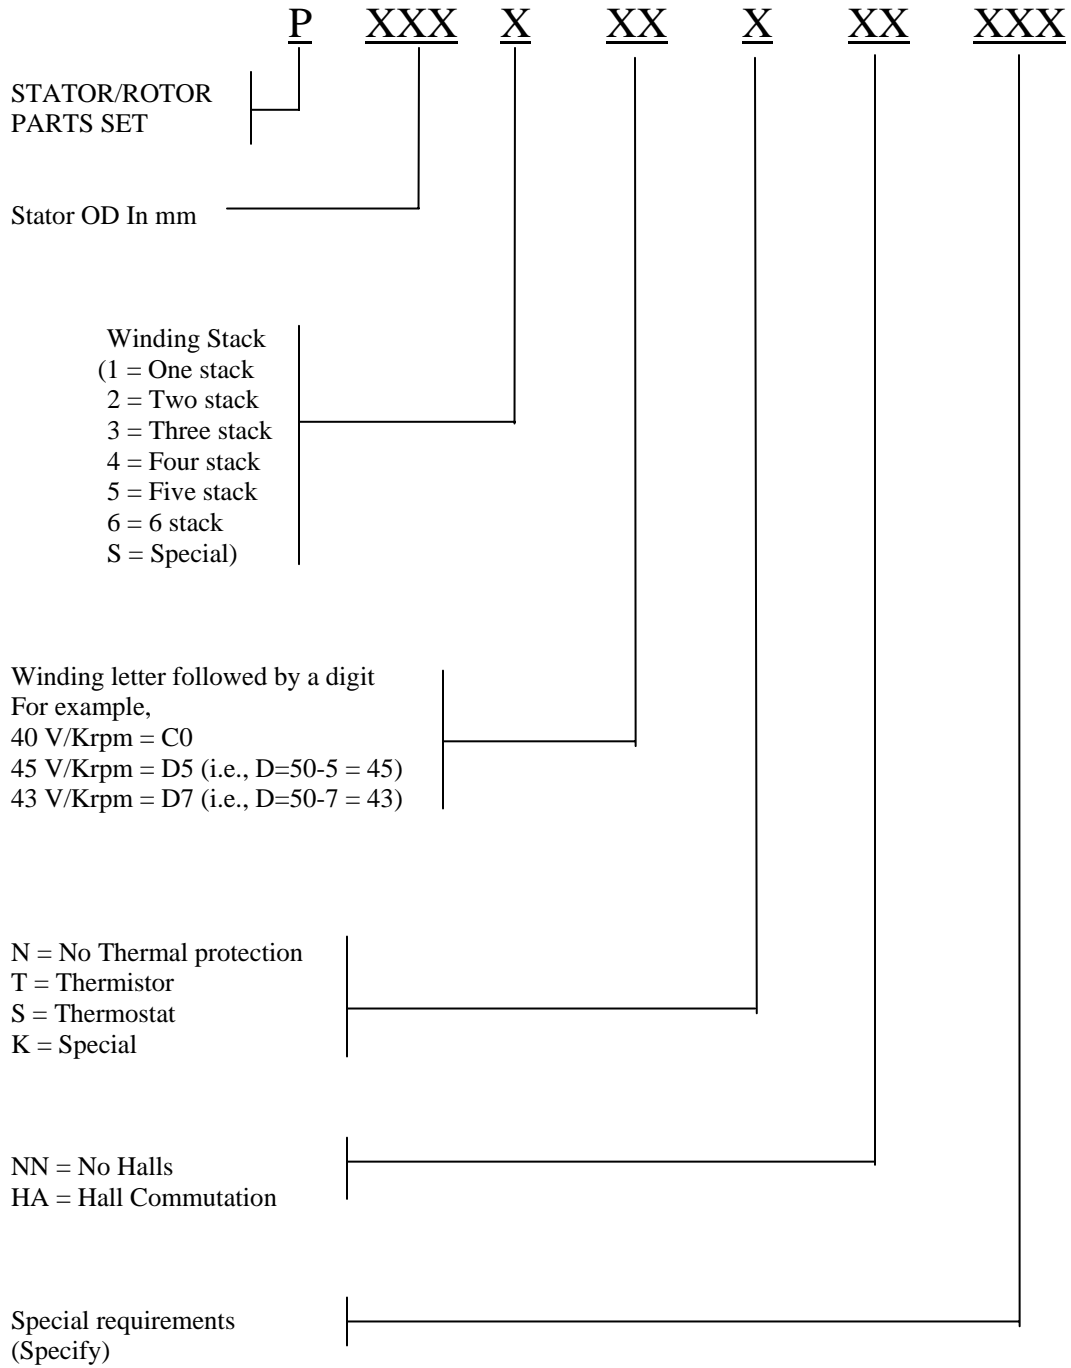 P XXX X XX X XX XXX
STATOR/ROTOR
PARTS SET
Stator OD In mm
Winding Stack
(1 = One stack
2 = Two stack
3 = Three stack
4 = Four stack
5 = Five stack
6 = 6 stack
S = Special)
Winding letter followed by a digit
For example,
40 V/Krpm = C0
45 V/Krpm = D5 (i.e., D=50-5 = 45)
43 V/Krpm = D7 (i.e., D=50-7 = 43)
N = No Thermal protection
T = Thermistor
S = Thermostat
K = Special
NN = No Halls
HA = Hall Commutation
Special requirements
(Specify)